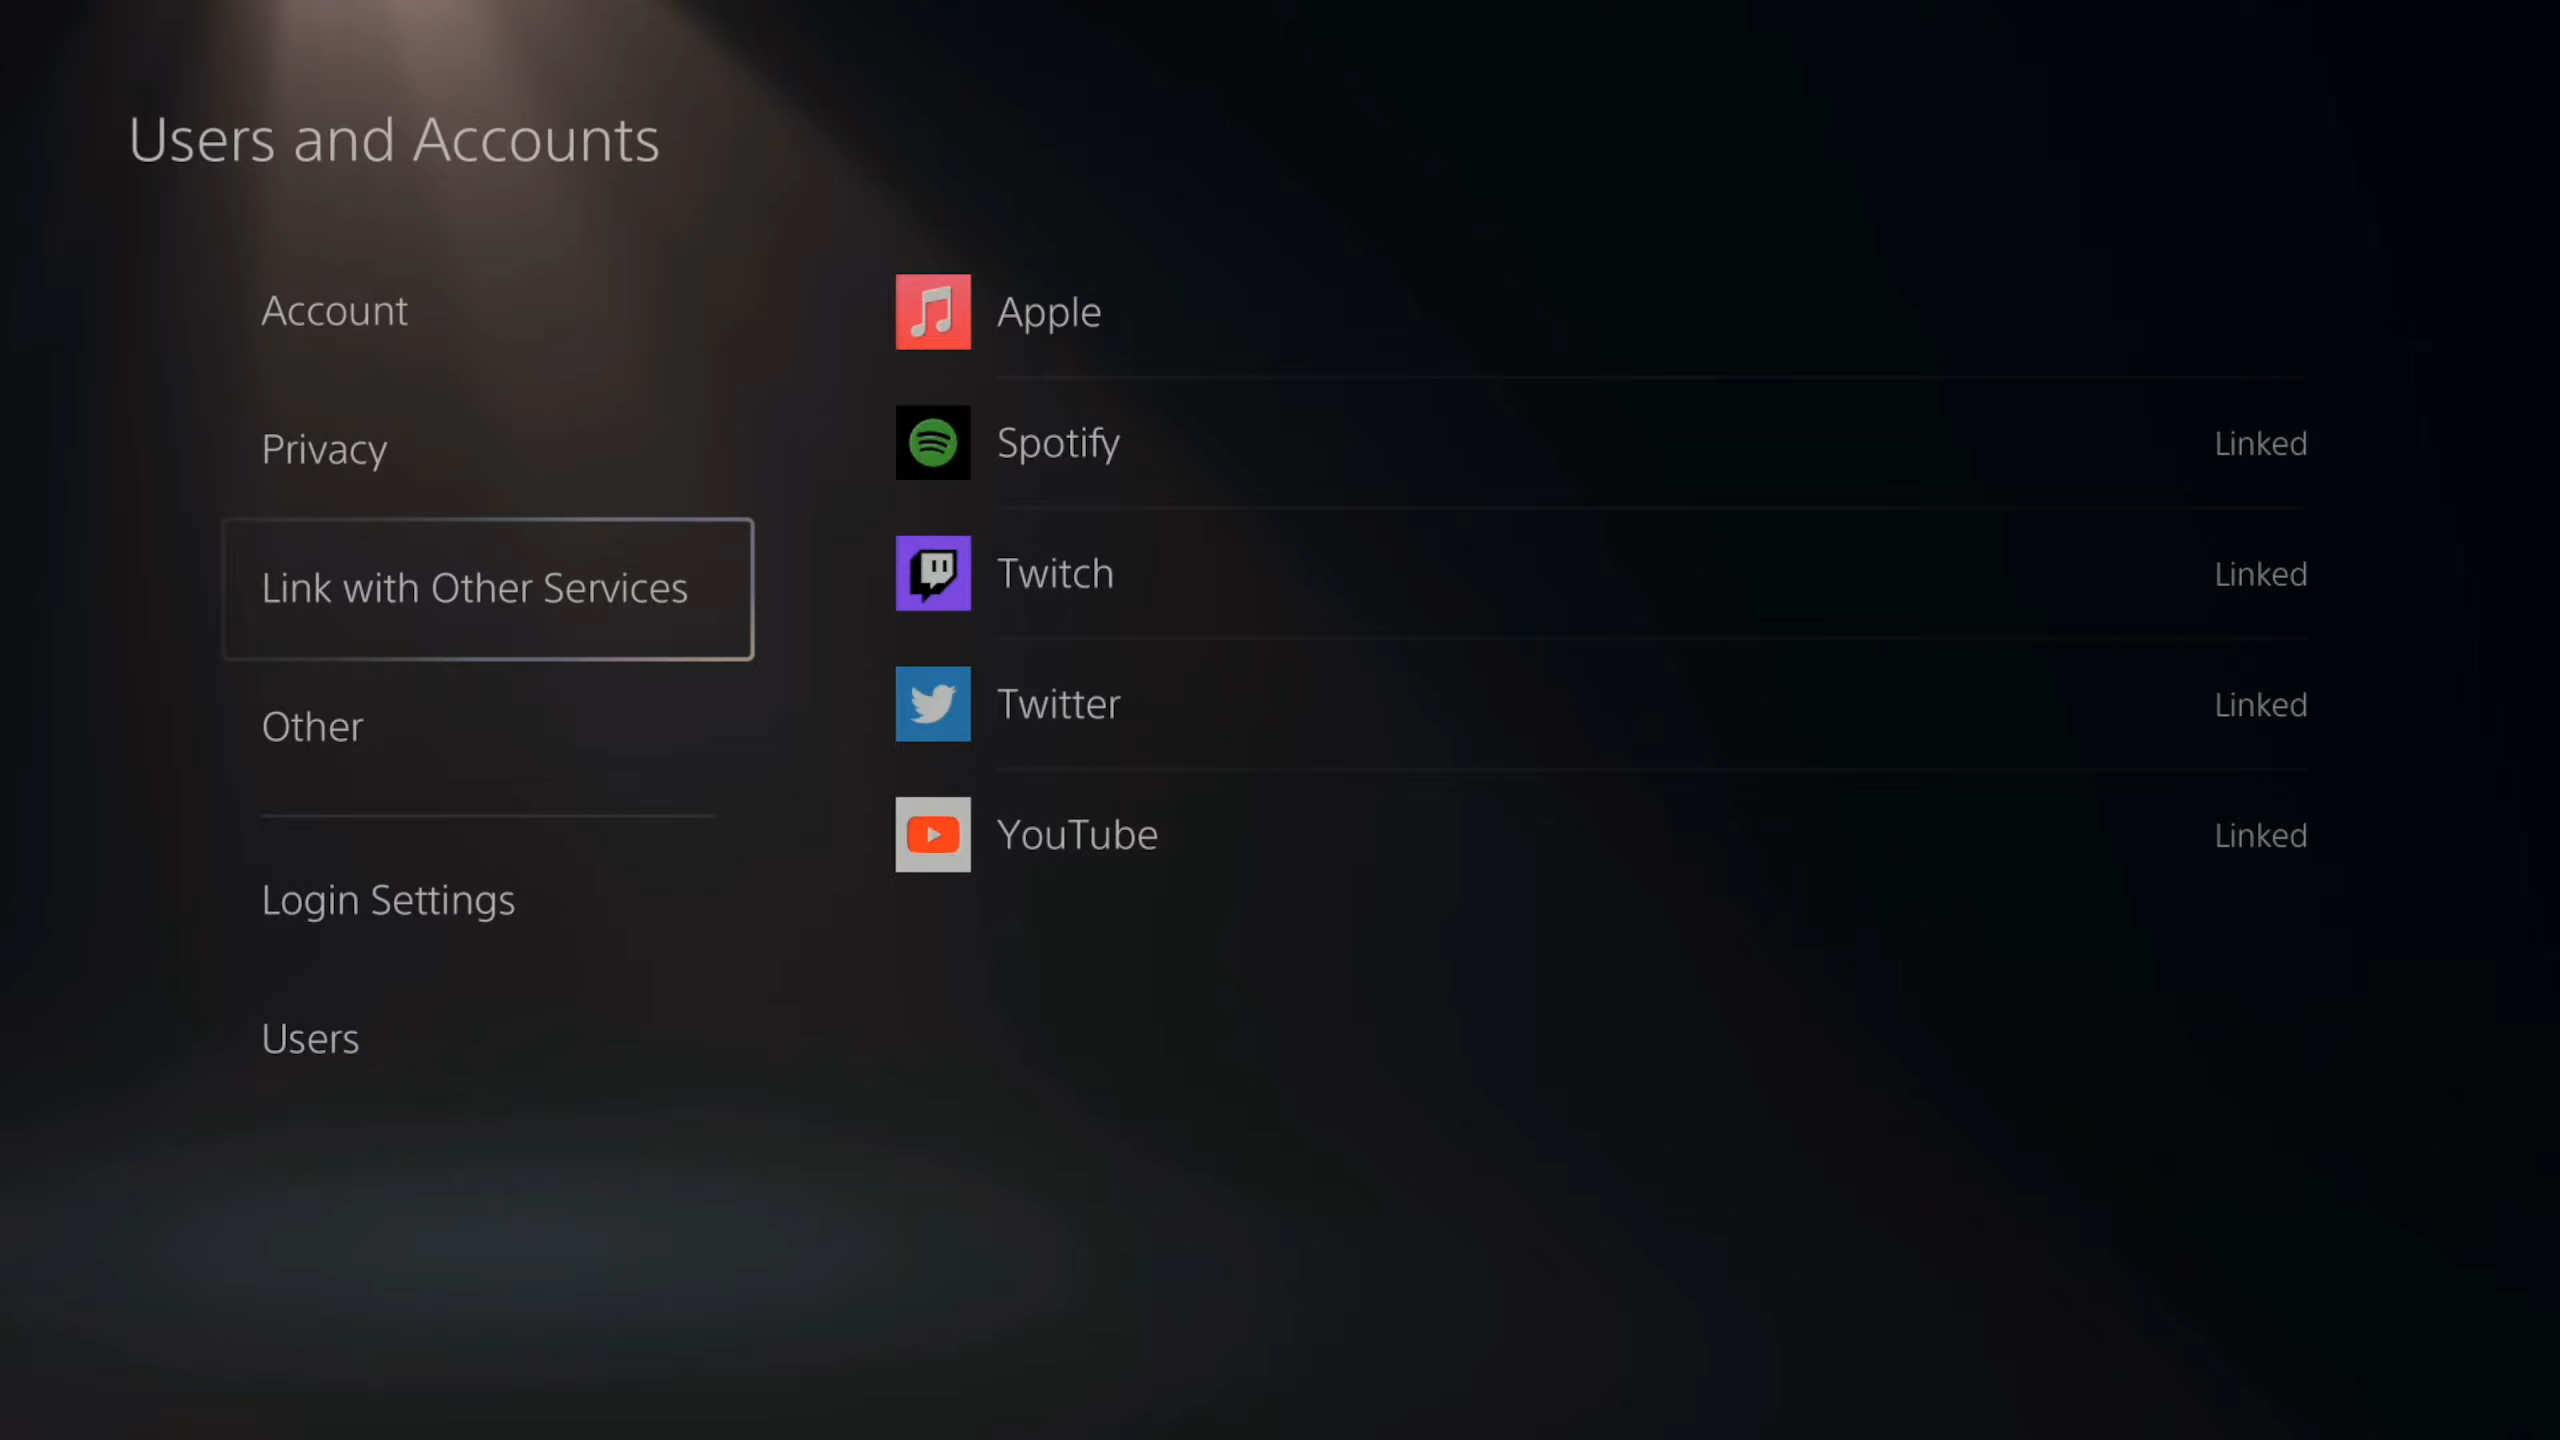 Users and Accounts
Account
Privacy
Link with Other Services
Other
Login Settings
Users
Apple
Spotify Linked
Twitch Linked
Twitter Linked
YouTube Linked